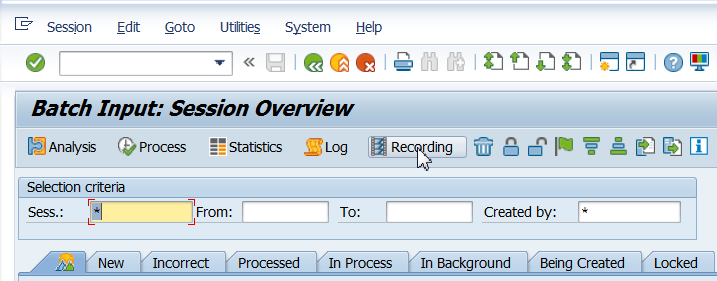 Session Edit Goto Utilities System Help
Batch Input: Session Overview
Analysis Process Statistics Log Recording
Selection criteria
Sess.: * From: To: Created by: *
New Incorrect Processed In Process In Background Being Created Locked